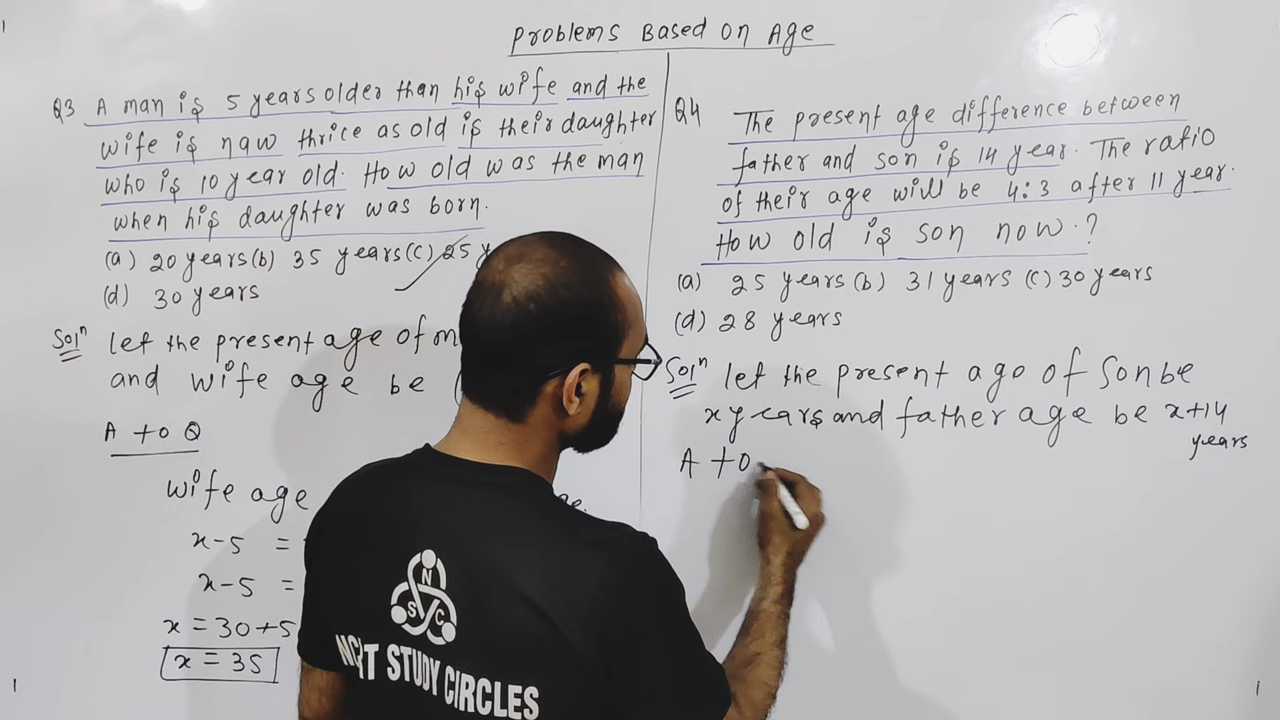 Problems Based On Age
Q3 A man is 5 years older than his wife and the
wife is naw thrice as old is their daughter
who is 10 year old. How old was the man
when his daughter was born.
(a) 20 years (b) 35 years (c) 25 y
(d) 30 years
Solⁿ let the present age of m
and wife age be (
A to Q
wife age
x-5 =
x-5 =
x = 30+5
x = 35
Q4 The present age difference between
father and son is 14 year. The ratio
of their age will be 4:3 after 11 year.
How old is son now.?
(a) 25 years (b) 31 years (c) 30 years
(d) 28 years
Solⁿ let the present age of Son be
x years and father age be x+14
years
A to
N
S C
STUDY CIRCLES